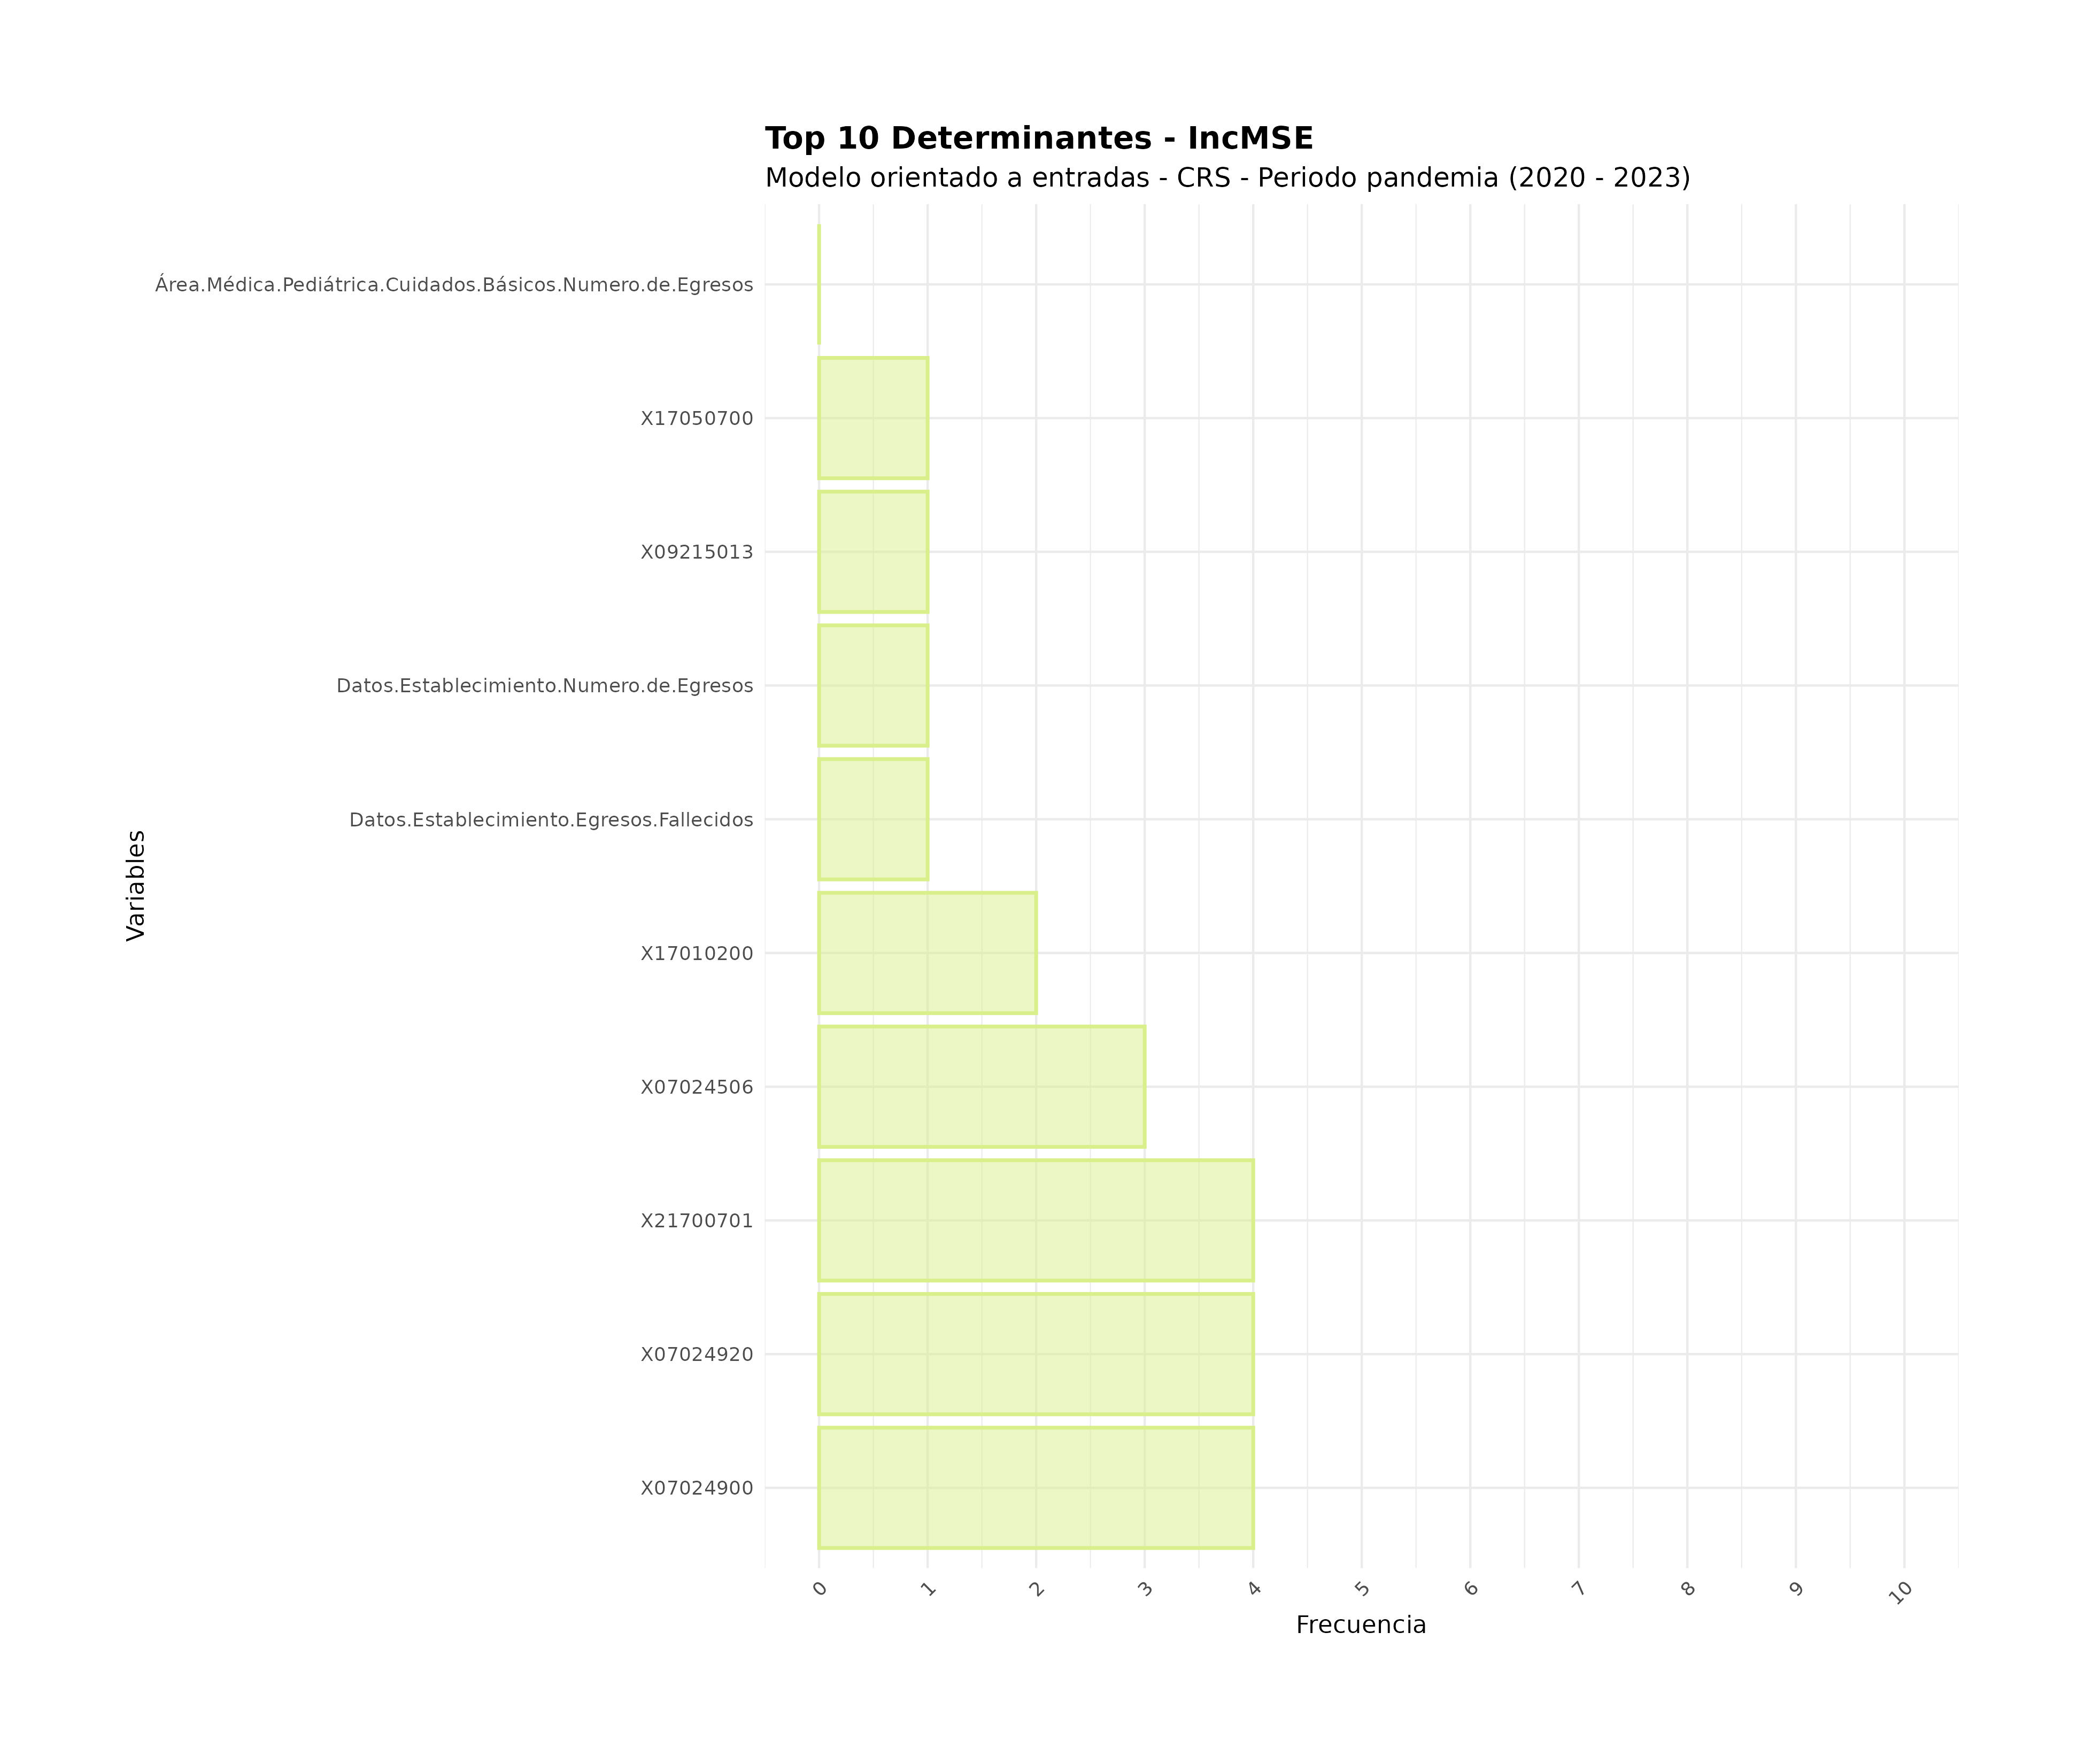 Top 10 Determinantes - IncMSE
Modelo orientado a entradas - CRS - Periodo pandemia (2020 - 2023)
Variables
Área.Médica.Pediátrica.Cuidados.Básicos.Numero.de.Egresos
X17050700
X09215013
Datos.Establecimiento.Numero.de.Egresos
Datos.Establecimiento.Egresos.Fallecidos
X17010200
X07024506
X21700701
X07024920
X07024900
0 1 2 3 4 5 6 7 8 9 10
Frecuencia